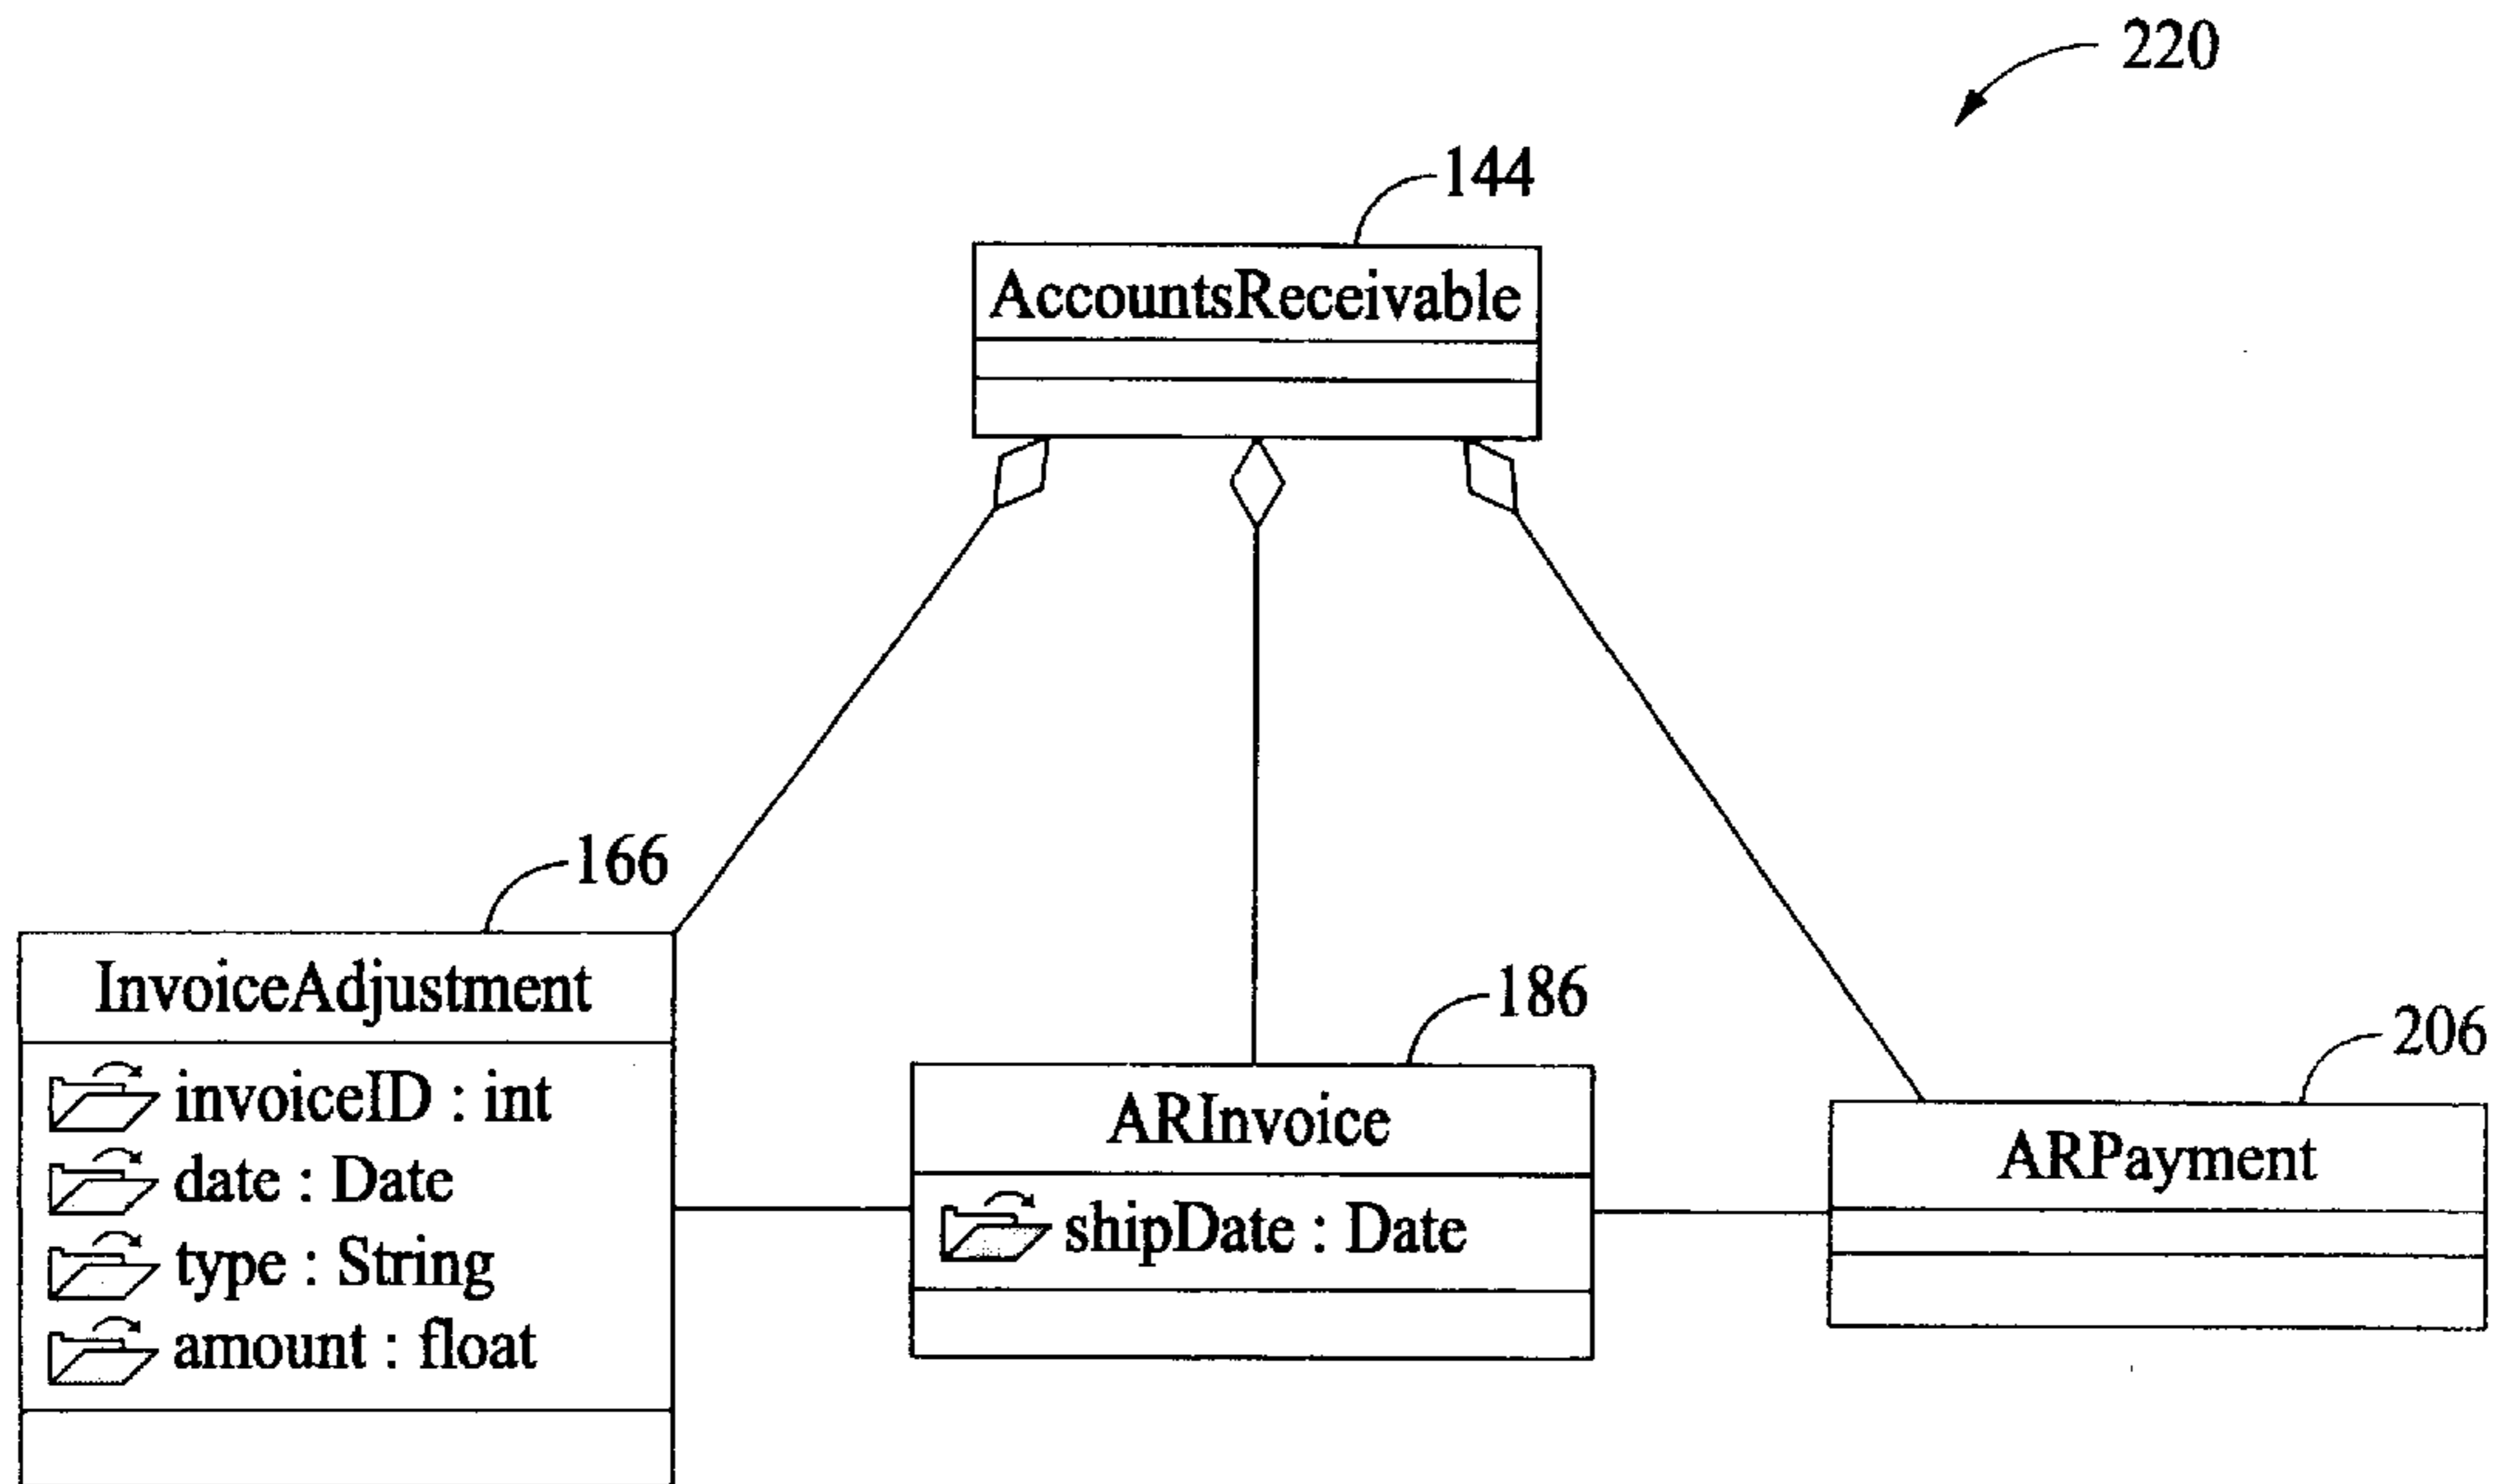 220
144
AccountsReceivable
166
InvoiceAdjustment
invoiceID : int
date : Date
type : String
amount : float
186
ARInvoice
shipDate : Date
206
ARPayment